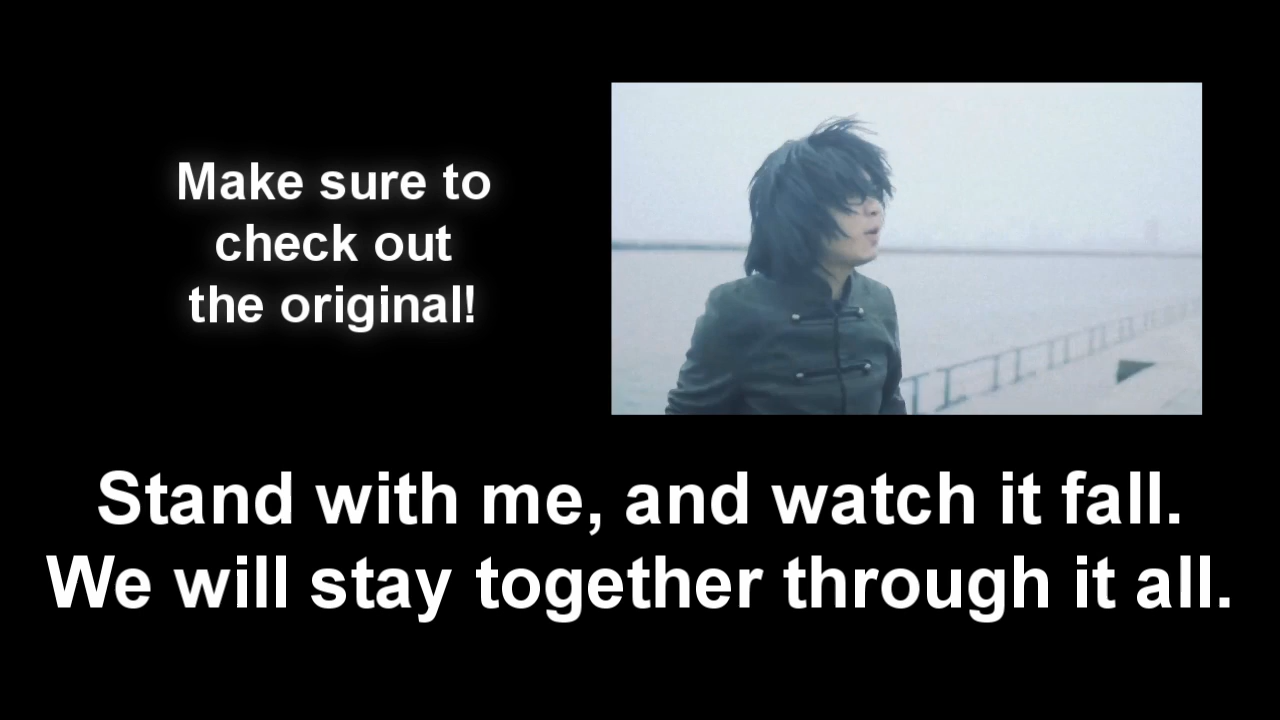 Make sure to
check out
the original!
Stand with me, and watch it fall.
We will stay together through it all.